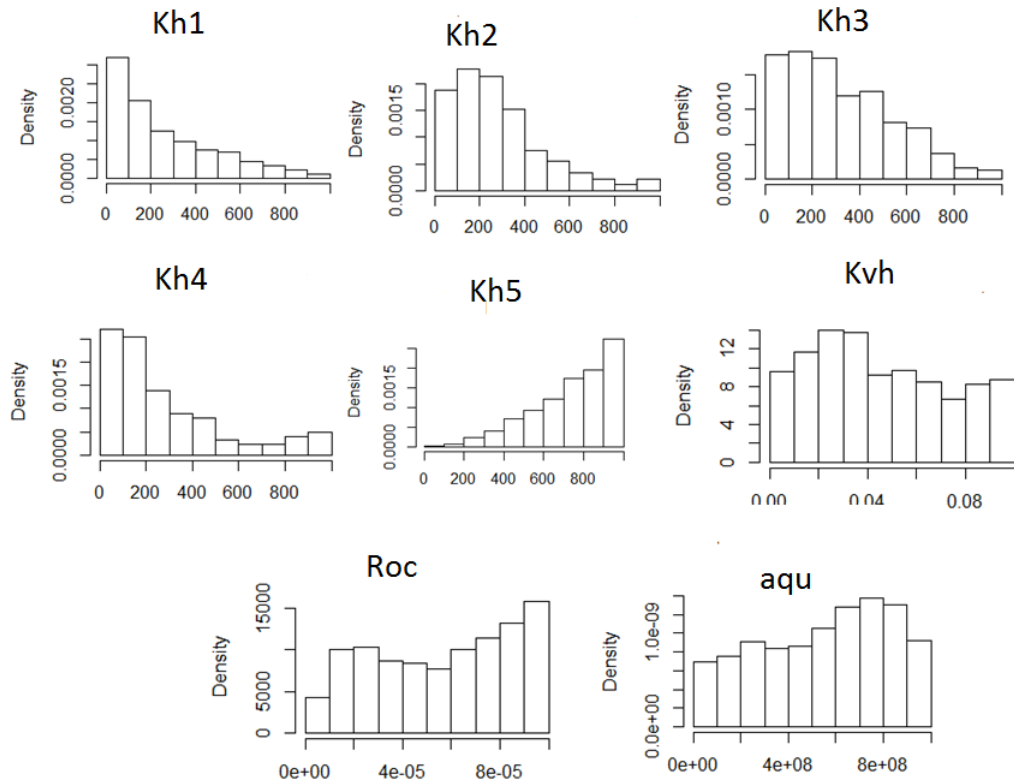 Kh1
Density
0.0000 0.0020
200 400 600 800
Kh2
Density
0.0000 0.0015
0 200 400 600 800
Kh3
Density
0.0000 0.0010
0 200 400 600 800
Kh4
Density
0.0000 0.0015
0 200 400 600 800
Kh5
Density
0.0000 0.0015
0 200 400 600 800
Kvh
Density
0 4 8 12
0.00 0.04 0.08
Roc
Density
0 5000 15000
0e+00 4e-05 8e-05
aqu
Density
0.0e+00 1.0e-09
0e+00 4e+08 8e+08